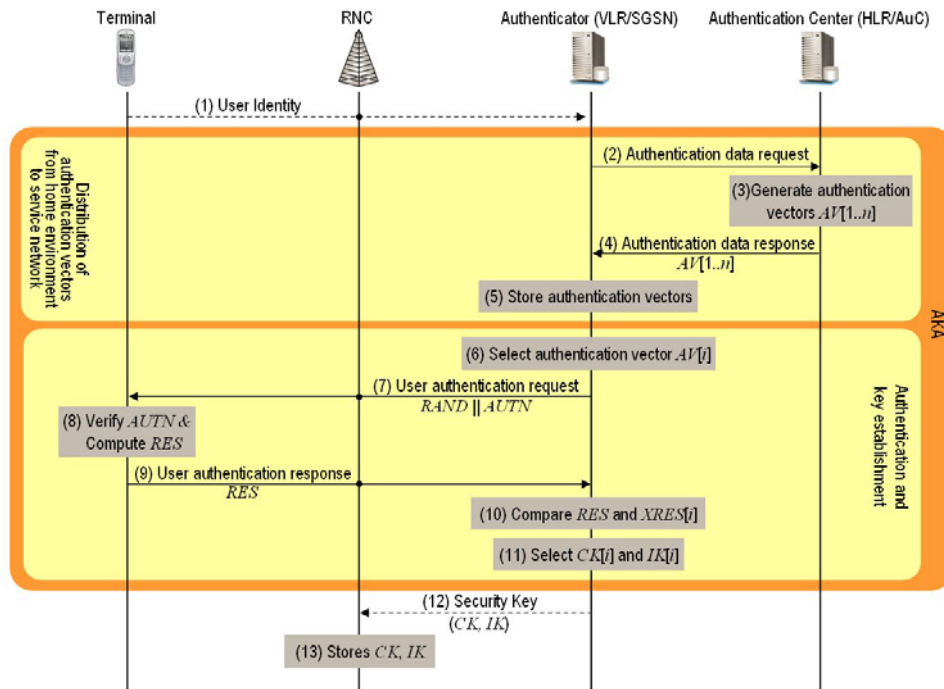 Terminal
RNC
Authenticator (VLR/SGSN)
Authentication Center (HLR/AuC)
(1) User Identity
Distribution of
authentication vectors
from home environment
to service network
(2) Authentication data request
(3)Generate authentication
vectors AV[1..n]
(4) Authentication data response
AV[1..n]
(5) Store authentication vectors
AKA
(6) Select authentication vector AV[i]
(7) User authentication request
RAND || AUTN
(8) Verify AUTN &
Compute RES
Authentication and
key establishment
(9) User authentication response
RES
(10) Compare RES and XRES[i]
(11) Select CK[i] and IK[i]
(12) Security Key
(CK, IK)
(13) Stores CK, IK